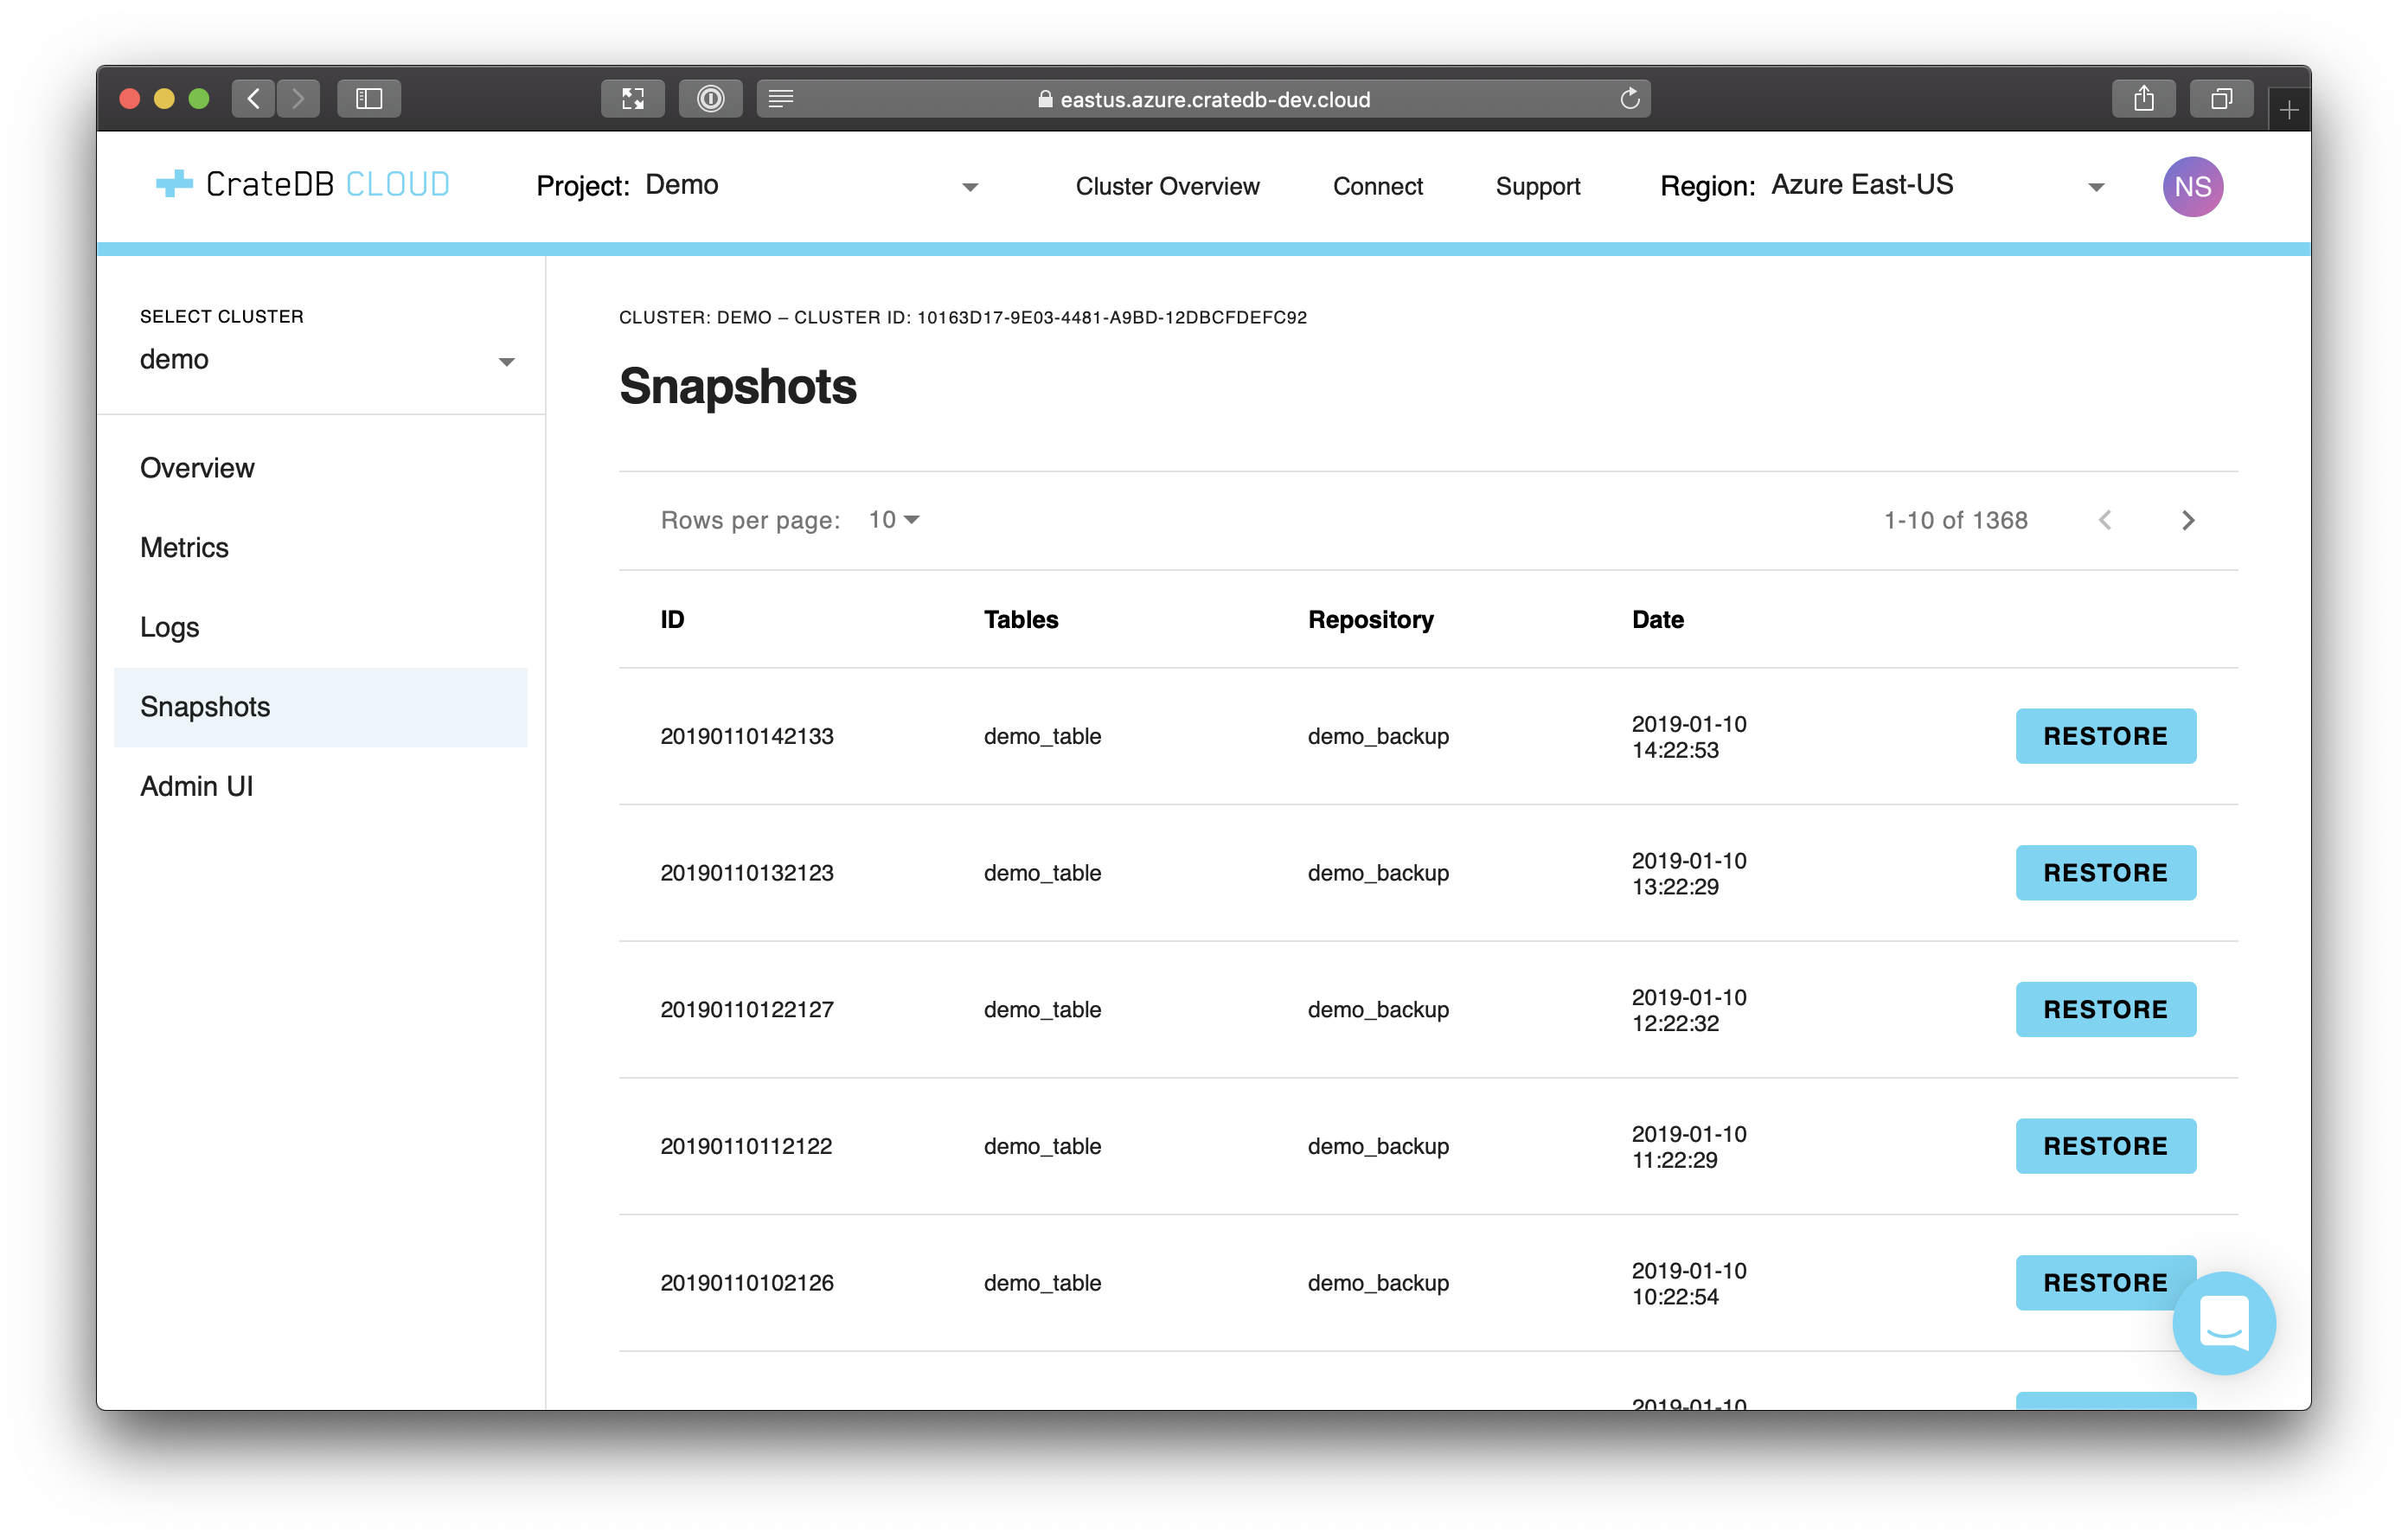 eastus.azure.cratedb-dev.cloud
CrateDB CLOUD
Project: Demo
Cluster Overview
Connect
Support
Region: Azure East-US
NS
SELECT CLUSTER
demo
Overview
Metrics
Logs
Snapshots
Admin UI
CLUSTER: DEMO – CLUSTER ID: 10163D17-9E03-4481-A9BD-12DBCFDEFC92
Snapshots
Rows per page: 10
1-10 of 1368
ID Tables Repository Date
20190110142133 demo_table demo_backup 2019-01-10
14:22:53
RESTORE
20190110132123 demo_table demo_backup 2019-01-10
13:22:29
RESTORE
20190110122127 demo_table demo_backup 2019-01-10
12:22:32
RESTORE
20190110112122 demo_table demo_backup 2019-01-10
11:22:29
RESTORE
20190110102126 demo_table demo_backup 2019-01-10
10:22:54
RESTORE
2019-01-10